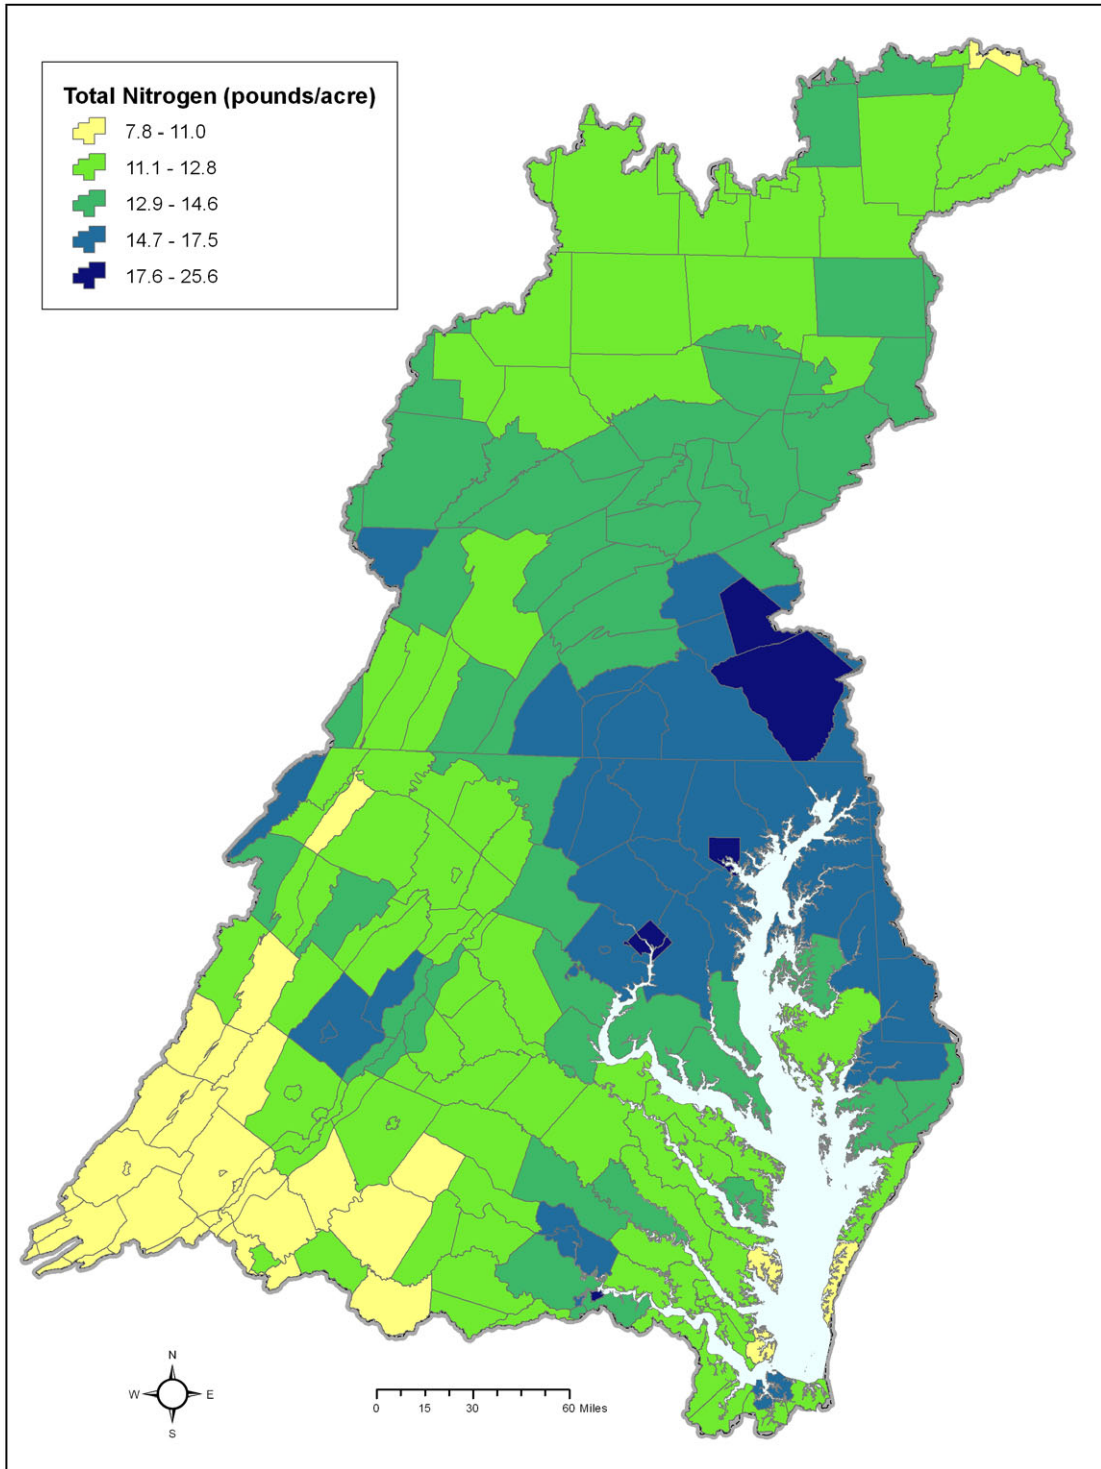 Total Nitrogen (pounds/acre)
7.8 - 11.0
11.1 - 12.8
12.9 - 14.6
14.7 - 17.5
17.6 - 25.6
N
W E
S
0 15 30 60 Miles